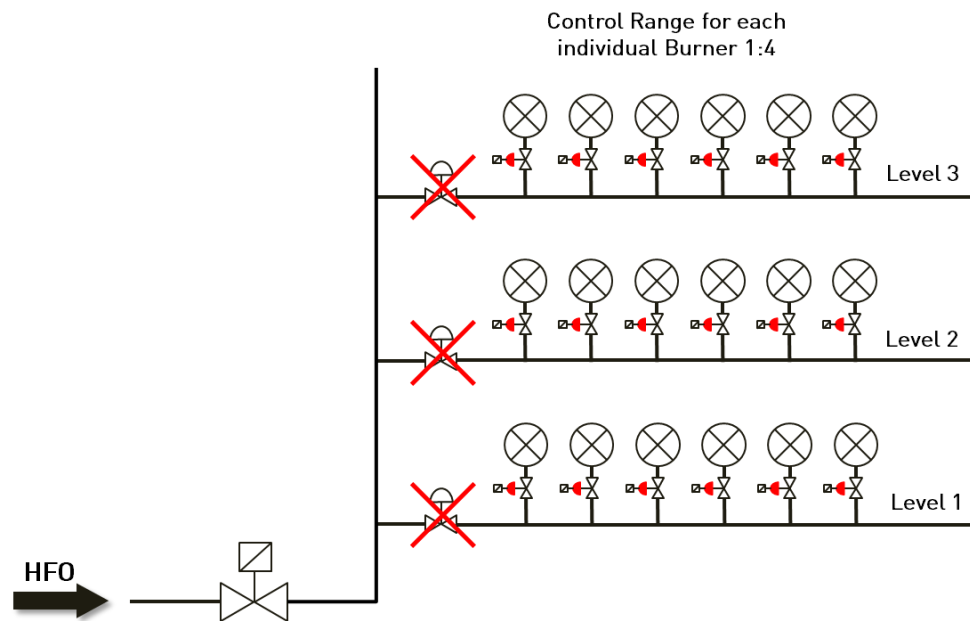 Control Range for each
individual Burner 1:4
Level 3
Level 2
Level 1
HFO